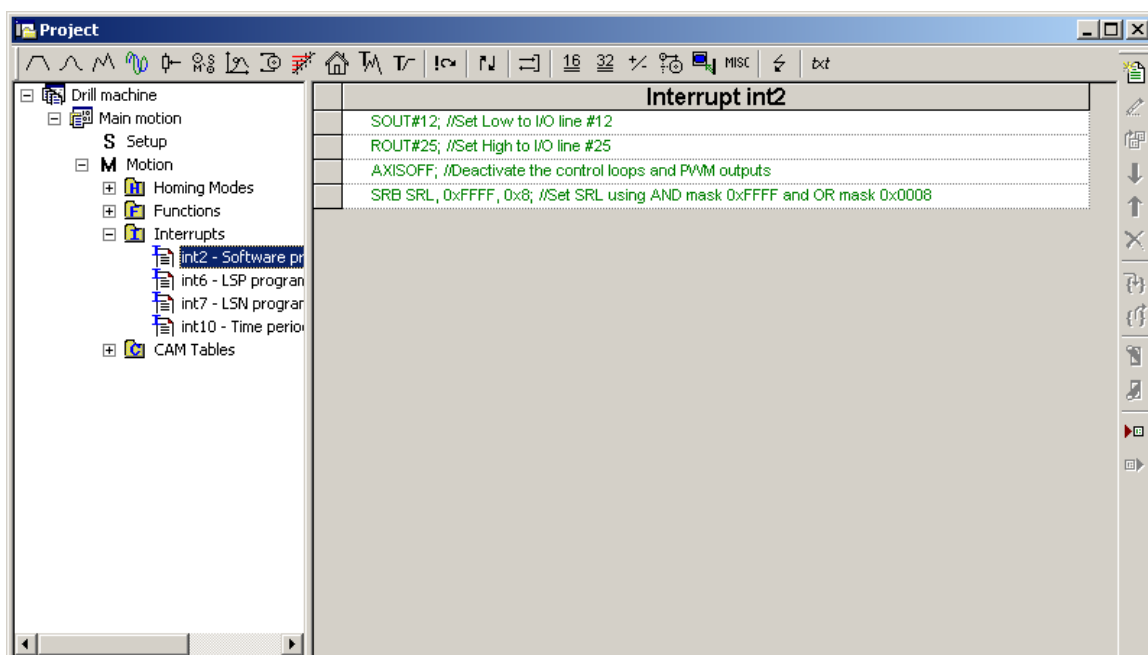 Project
16 32 +/- MISC txt
Drill machine
Main motion
S Setup
M Motion
H Homing Modes
F Functions
I Interrupts
int2 - Software pr
int6 - LSP progran
int7 - LSN prograr
int10 - Time perio
C CAM Tables
Interrupt int2
SOUT#12; //Set Low to I/O line #12
ROUT#25; //Set High to I/O line #25
AXISOFF; //Deactivate the control loops and PWM outputs
SRB SRL, 0xFFFF, 0x8; //Set SRL using AND mask 0xFFFF and OR mask 0x0008